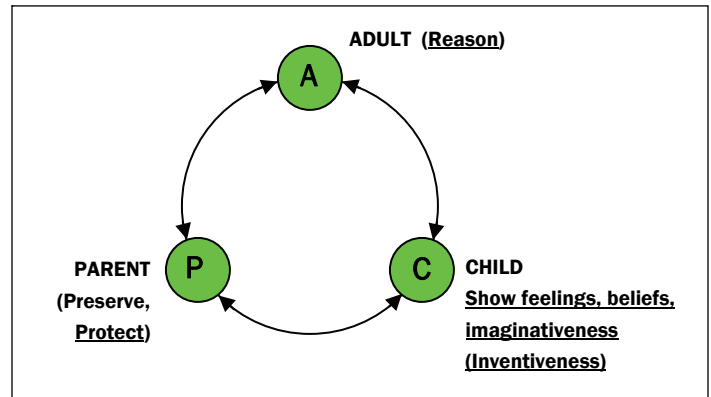 ADULT (Reason)
A
P
C
PARENT
(Preserve,
Protect)
CHILD
Show feelings, beliefs,
imaginativeness
(Inventiveness)